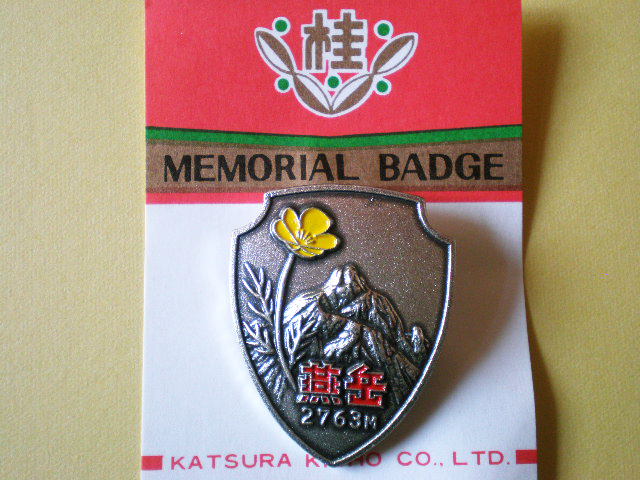 桂
MEMORIAL BADGE
燕岳
2763M
KATSURA CO., LTD.